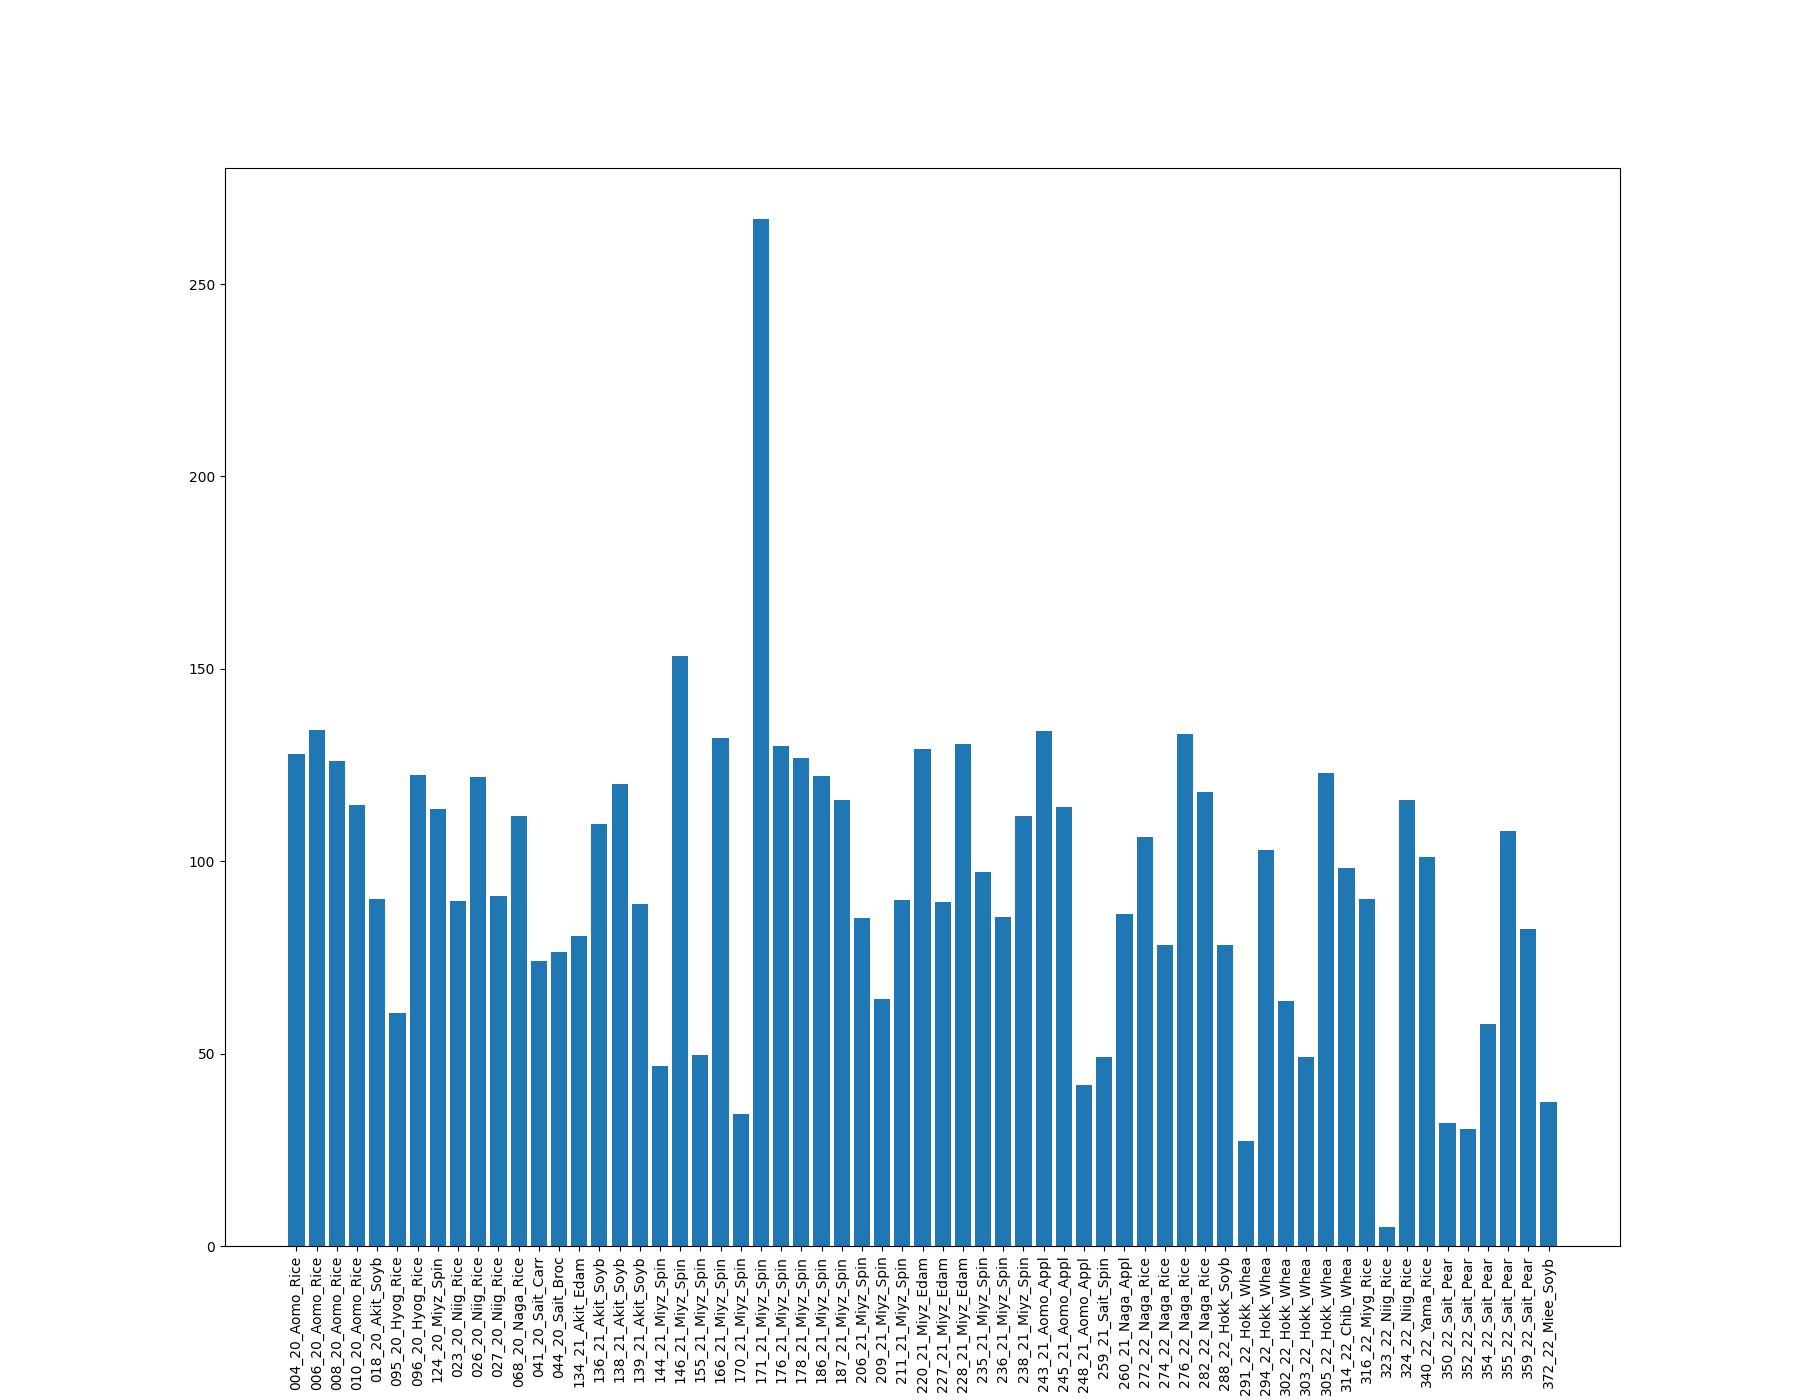 250
200
150
100
50
0
004_20_Aomo_Rice
006_20_Aomo_Rice
008_20_Aomo_Rice
010_20_Aomo_Rice
018_20_Akit_Soyb
095_20_Hyog_Rice
096_20_Hyog_Rice
124_20_Miyz_Spin
023_20_Niig_Rice
026_20_Niig_Rice
027_20_Niig_Rice
068_20_Naga_Rice
041_20_Sait_Carr
044_20_Sait_Broc
134_21_Akit_Edam
136_21_Akit_Soyb
138_21_Akit_Soyb
139_21_Akit_Soyb
144_21_Miyz_Spin
146_21_Miyz_Spin
155_21_Miyz_Spin
166_21_Miyz_Spin
170_21_Miyz_Spin
171_21_Miyz_Spin
176_21_Miyz_Spin
178_21_Miyz_Spin
186_21_Miyz_Spin
187_21_Miyz_Spin
206_21_Miyz_Spin
209_21_Miyz_Spin
211_21_Miyz_Spin
220_21_Miyz_Edam
227_21_Miyz_Edam
228_21_Miyz_Edam
235_21_Miyz_Spin
236_21_Miyz_Spin
238_21_Miyz_Spin
243_21_Aomo_Appl
245_21_Aomo_Appl
248_21_Aomo_Appl
259_21_Sait_Spin
260_21_Naga_Appl
272_22_Naga_Rice
274_22_Naga_Rice
276_22_Naga_Rice
282_22_Naga_Rice
288_22_Hokk_Soyb
291_22_Hokk_Whea
294_22_Hokk_Whea
302_22_Hokk_Whea
303_22_Hokk_Whea
305_22_Hokk_Whea
314_22_Chib_Whea
316_22_Miyg_Rice
323_22_Niig_Rice
324_22_Niig_Rice
340_22_Yama_Rice
350_22_Sait_Pear
352_22_Sait_Pear
354_22_Sait_Pear
355_22_Sait_Pear
359_22_Sait_Pear
372_22_Miee_Soyb